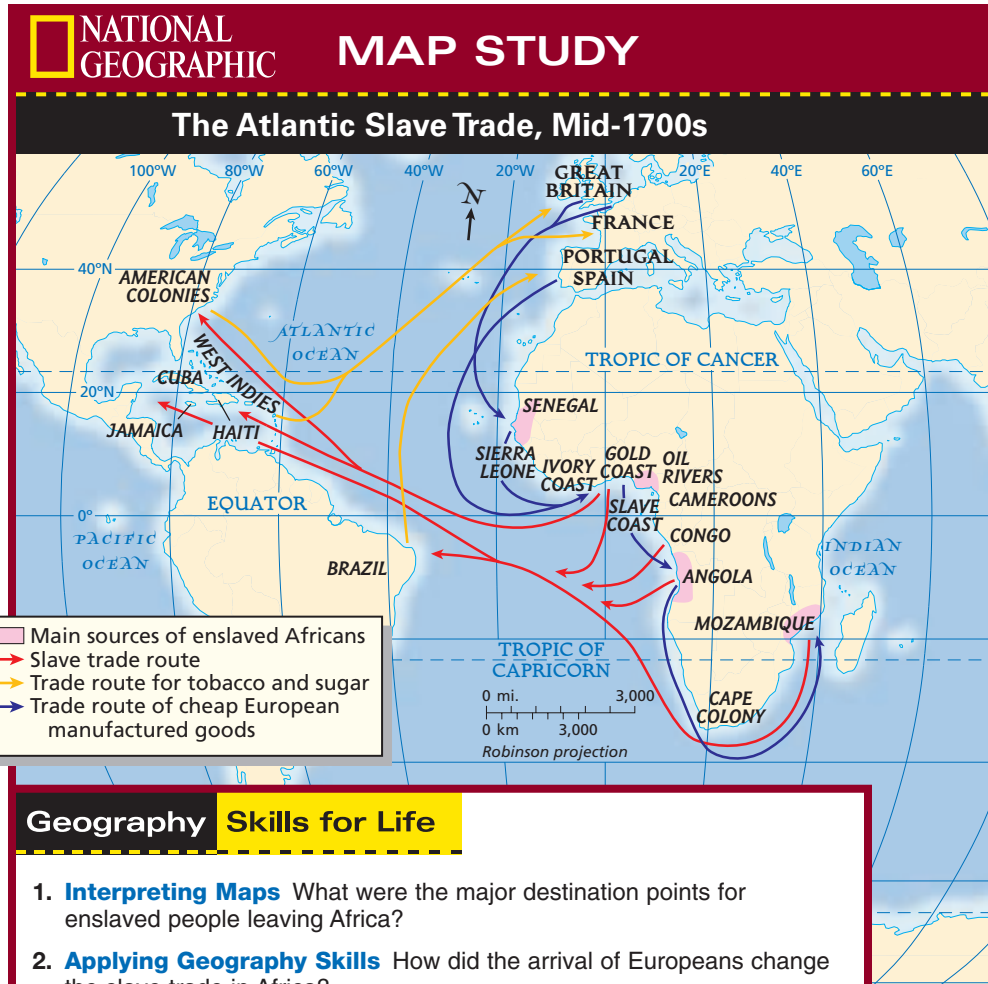 NATIONAL
GEOGRAPHIC
MAP STUDY
The Atlantic Slave Trade, Mid-1700s
100°W 80°W 60°W 40°W 20°W 20°E 40°E 60°E
GREAT
BRITAIN
N
FRANCE
PORTUGAL
SPAIN
40°N
AMERICAN
COLONIES
ATLANTIC
OCEAN
TROPIC OF CANCER
WEST INDIES
CUBA
20°N
JAMAICA
HAITI
SENEGAL
SIERRA
LEONE
IVORY
COAST
GOLD
COAST
OIL
RIVERS
CAMEROONS
SLAVE
COAST
EQUATOR
0°
PACIFIC
OCEAN
CONGO
INDIAN
OCEAN
BRAZIL
ANGOLA
MOZAMBIQUE
Main sources of enslaved Africans
Slave trade route
Trade route for tobacco and sugar
Trade route of cheap European
manufactured goods
TROPIC OF
CAPRICORN
0 mi. 3,000
0 km 3,000
Robinson projection
CAPE
COLONY
Geography Skills for Life
1. Interpreting Maps What were the major destination points for
enslaved people leaving Africa?
2. Applying Geography Skills How did the arrival of Europeans change
the slave trade in Africa?